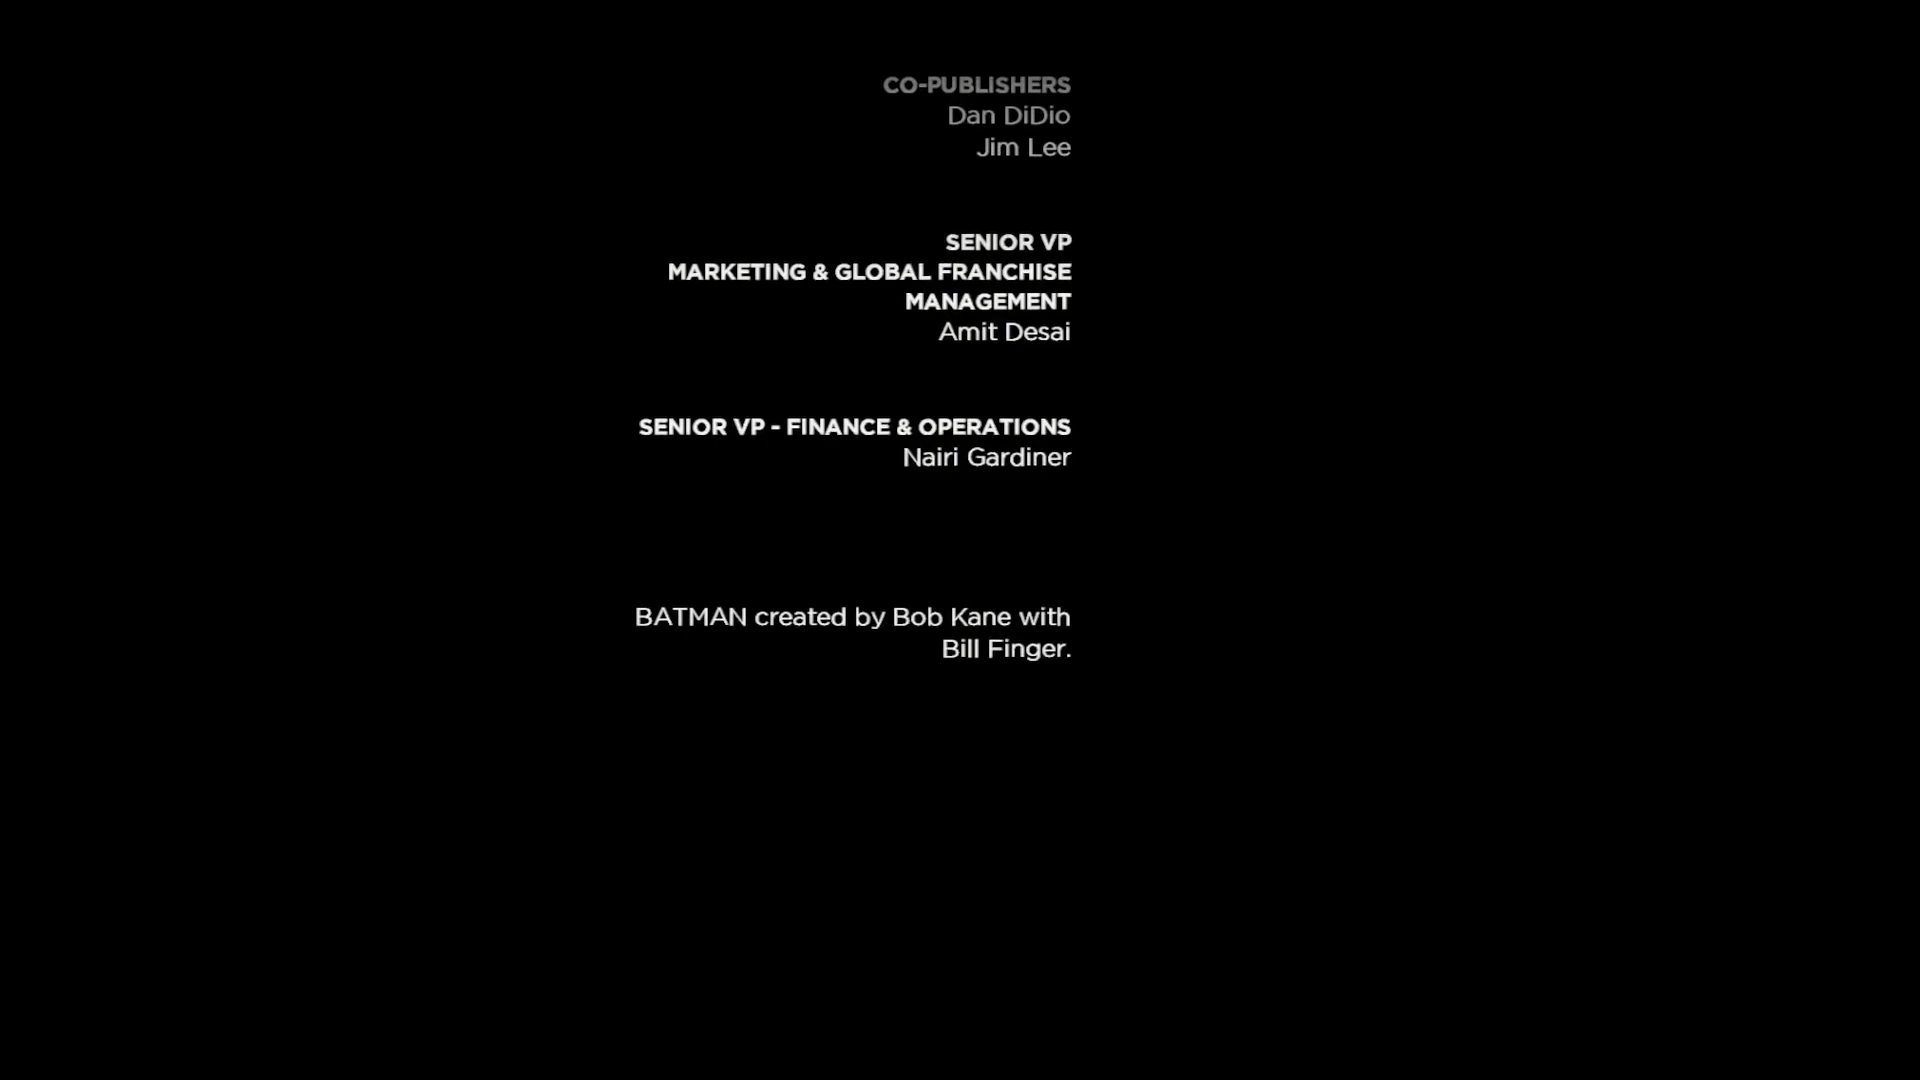 CO-PUBLISHERS
Dan DiDio
Jim Lee
SENIOR VP
MARKETING & GLOBAL FRANCHISE
MANAGEMENT
Amit Desai
SENIOR VP - FINANCE & OPERATIONS
Nairi Gardiner
BATMAN created by Bob Kane with
Bill Finger.